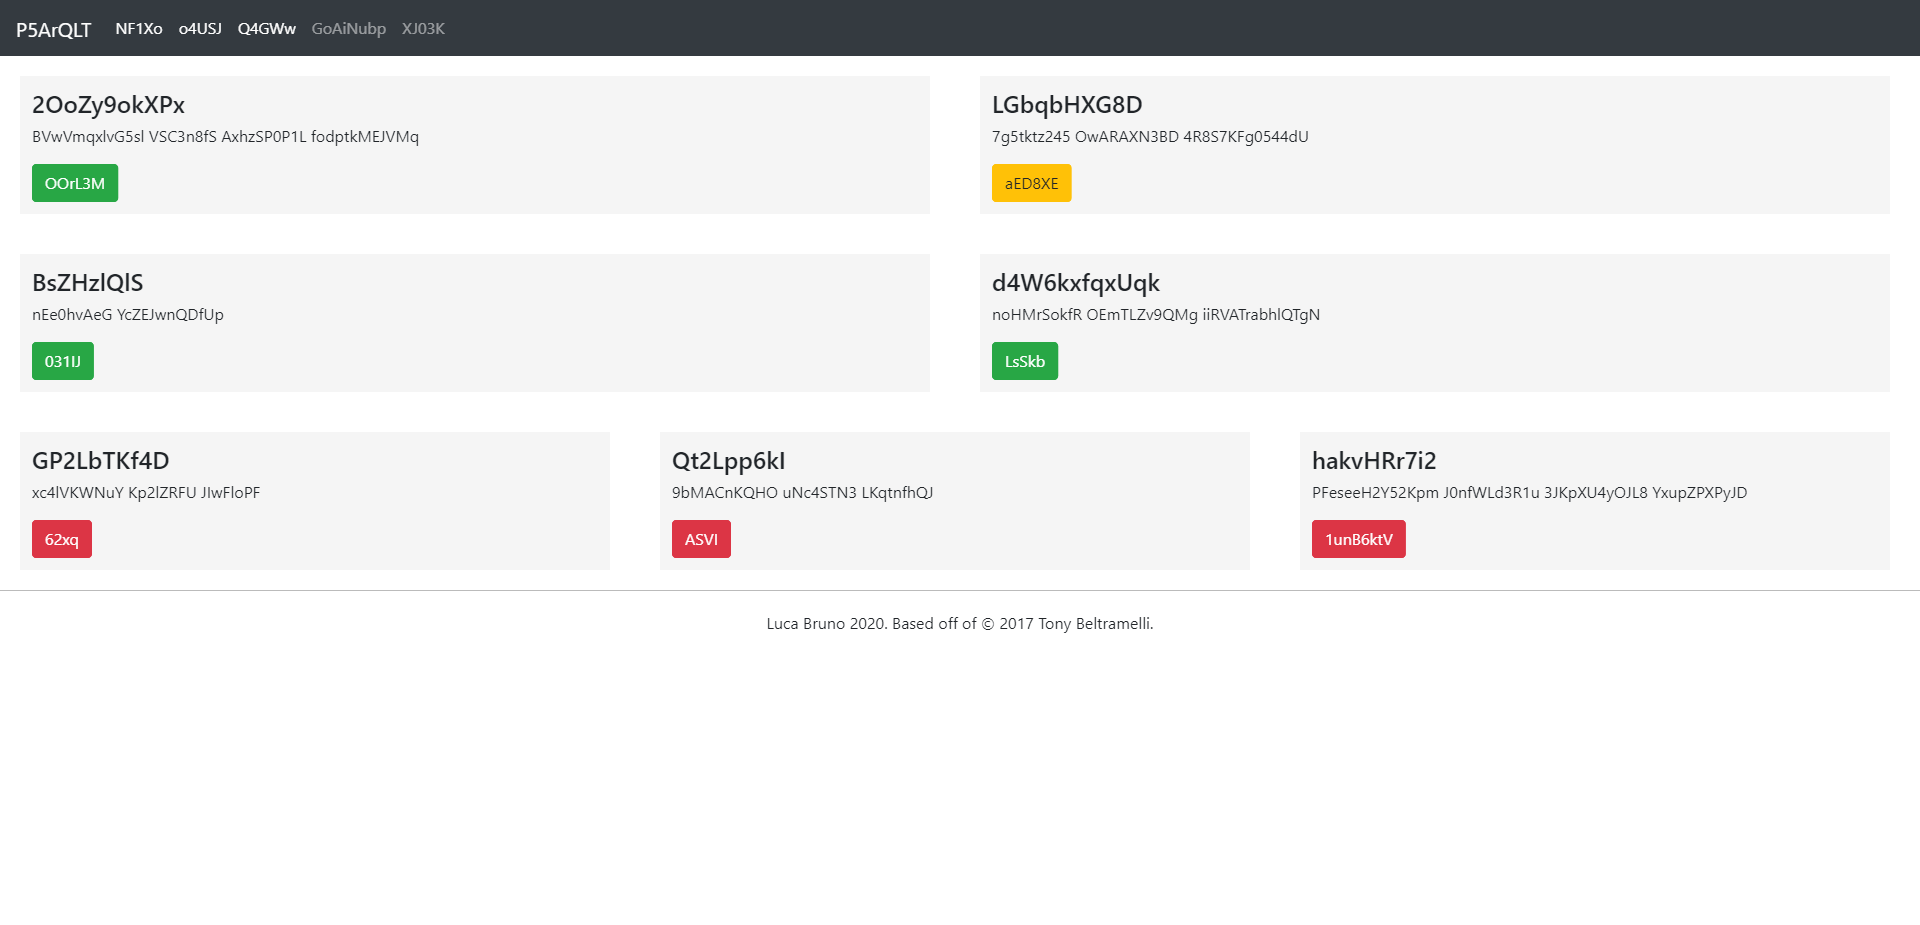 P5ArQLT NF1Xo o4USJ Q4GWw GoAiNubp XJ03K
2OoZy9okXPx
BVwVmqxlvG5sl VSC3n8fS AxhzSP0P1L fodptkMEJVMq
OOrL3M
LGbqbHXG8D
7g5tktz245 OwARAXN3BD 4R8S7KFg0544dU
aED8XE
BsZHzlQlS
nEe0hvAeG YcZEJwnQDfUp
031IJ
d4W6kxfqxUqk
noHMrSokfR OEmTLZv9QMg iiRVATrabhlQTgN
LsSkb
GP2LbTKf4D
xc4lVKWNuY Kp2lZRFU JIwFloPF
62xq
Qt2Lpp6kI
9bMACnKQHO uNc4STN3 LKqtnfhQJ
ASVI
hakvHRr7i2
PFeseeH2Y52Kpm J0nfWLd3R1u 3JKpXU4yOJL8 YxupZPXPyJD
1unB6ktV
Luca Bruno 2020. Based off of © 2017 Tony Beltramelli.